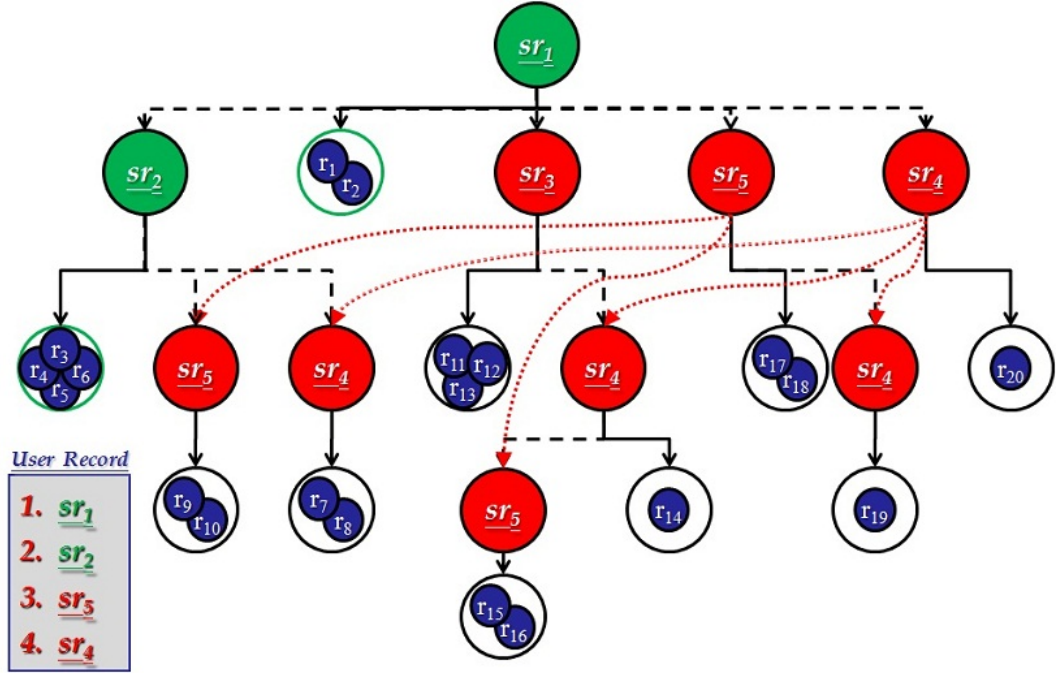 sr1
sr2
r1
r2
sr3
sr5
sr4
r3
r4
r6
r5
sr5
sr4
r11
r12
r13
sr4
r17
r18
sr4
r20
r9
r10
r7
r8
sr5
r14
r19
r15
r16
User Record
1. sr1
2. sr2
3. sr5
4. sr4